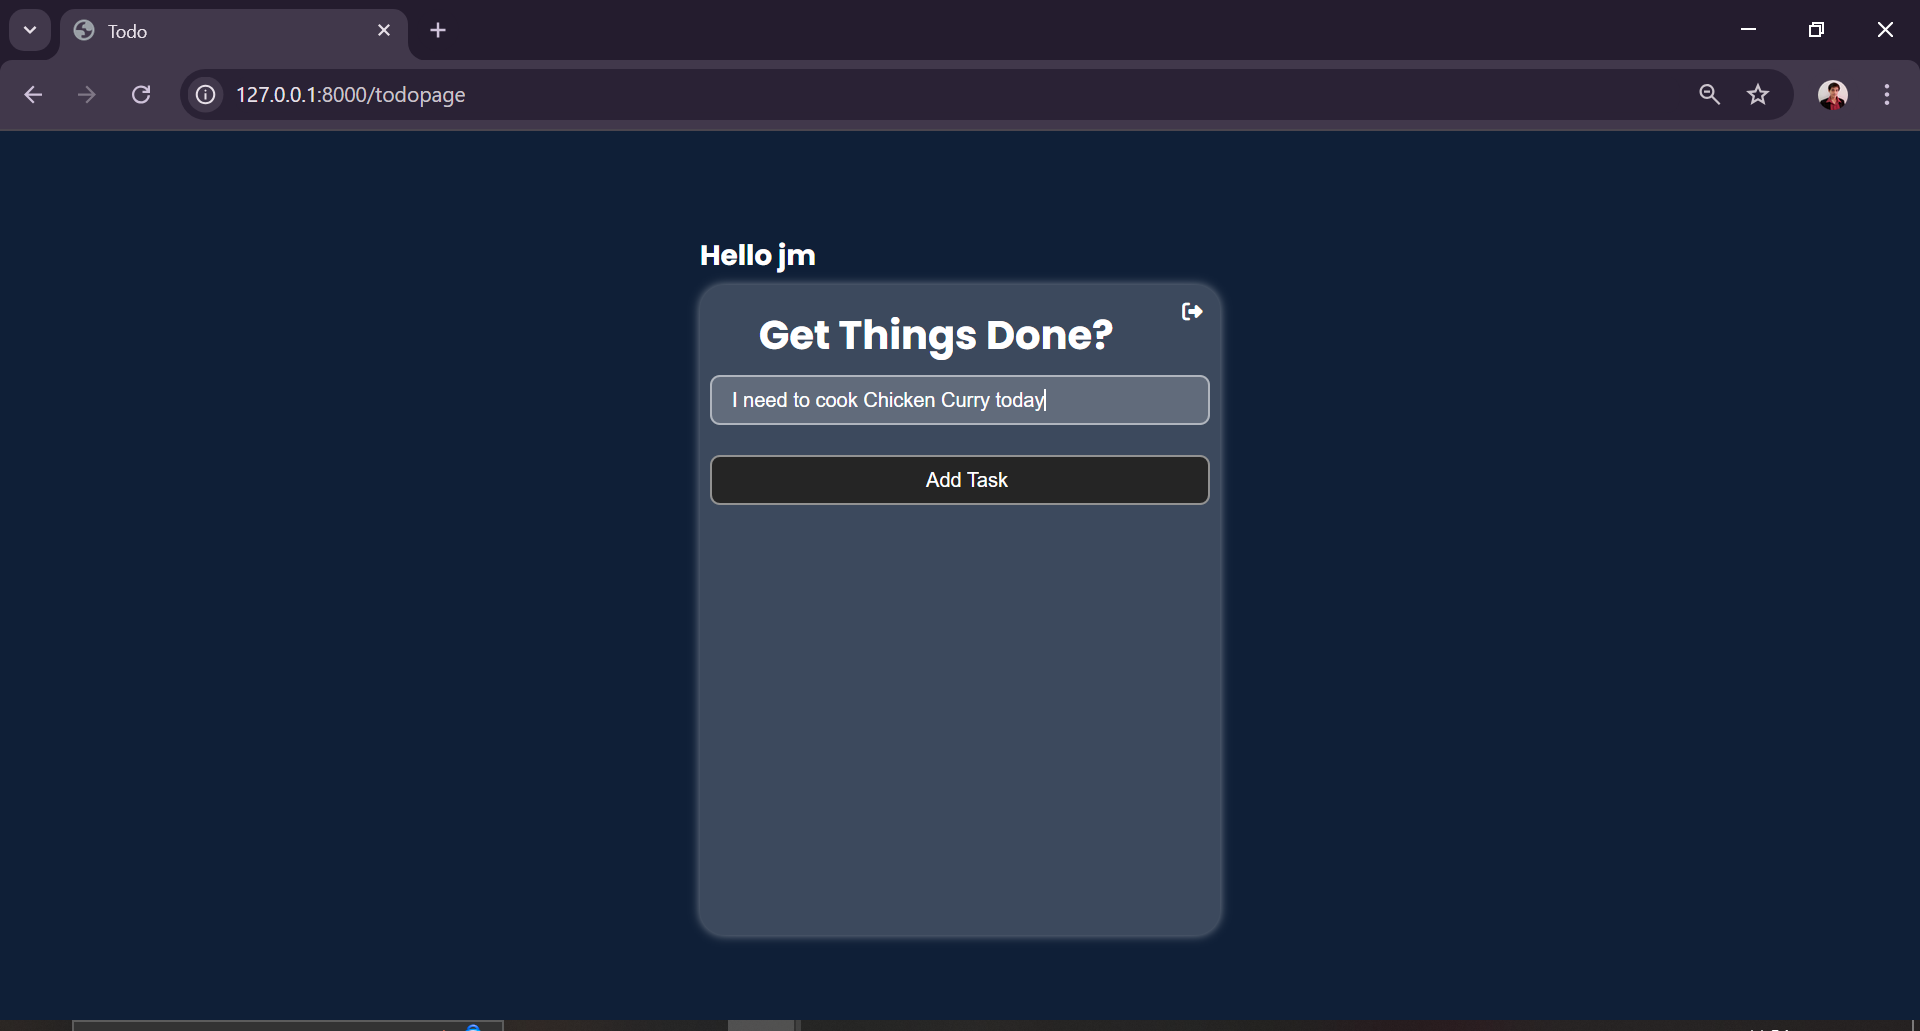 Todo
127.0.0.1:8000/todopage
Hello jm
Get Things Done?
I need to cook Chicken Curry today
Add Task